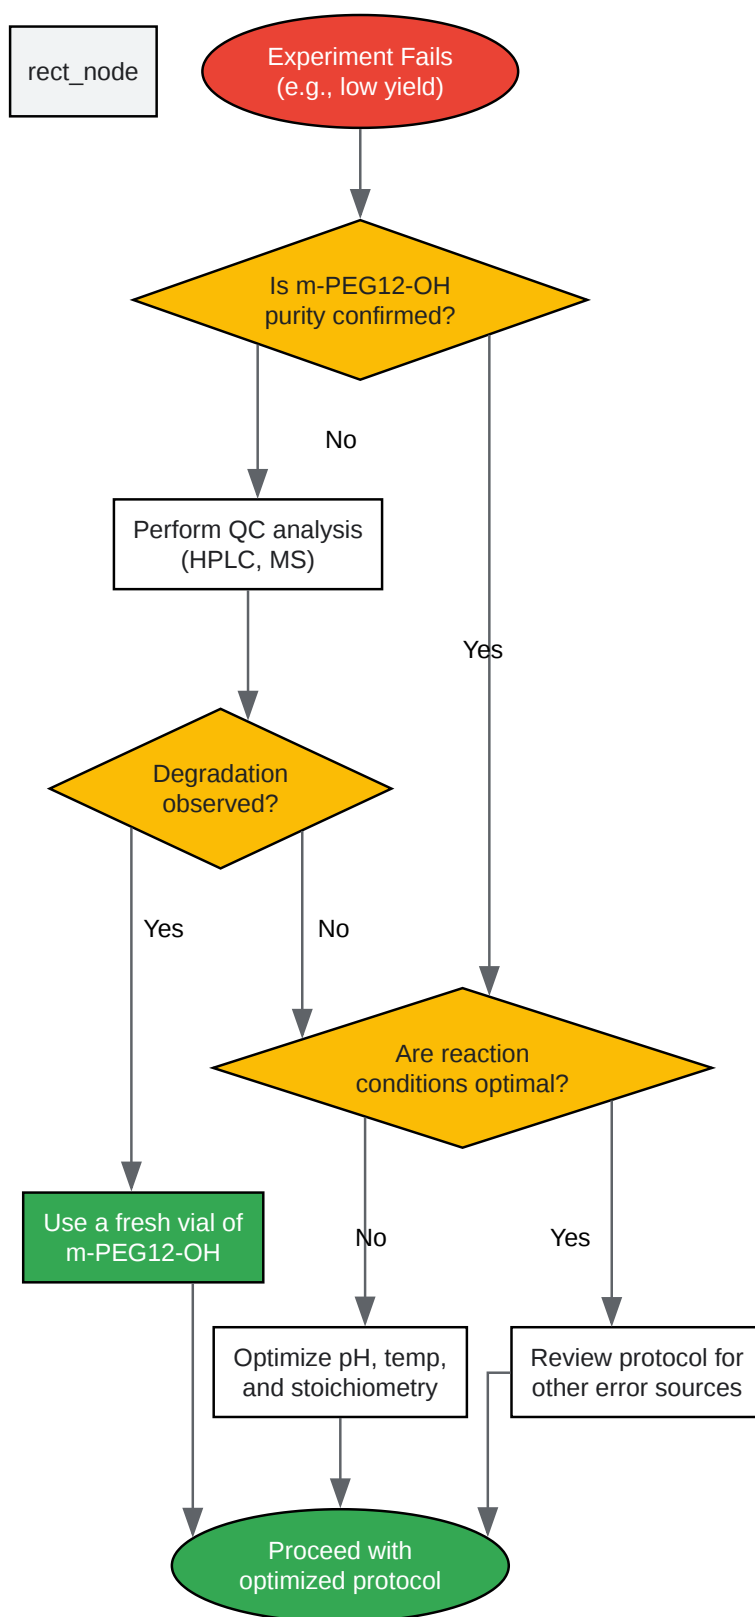 rect_node
Experiment Fails
(e.g., low yield)
Is m-PEG12-OH
purity confirmed?
No
Perform QC analysis
(HPLC, MS)
Yes
Degradation
observed?
Yes
No
Are reaction
conditions optimal?
Use a fresh vial of
m-PEG12-OH
No
Yes
Optimize pH, temp,
and stoichiometry
Review protocol for
other error sources
Proceed with
optimized protocol